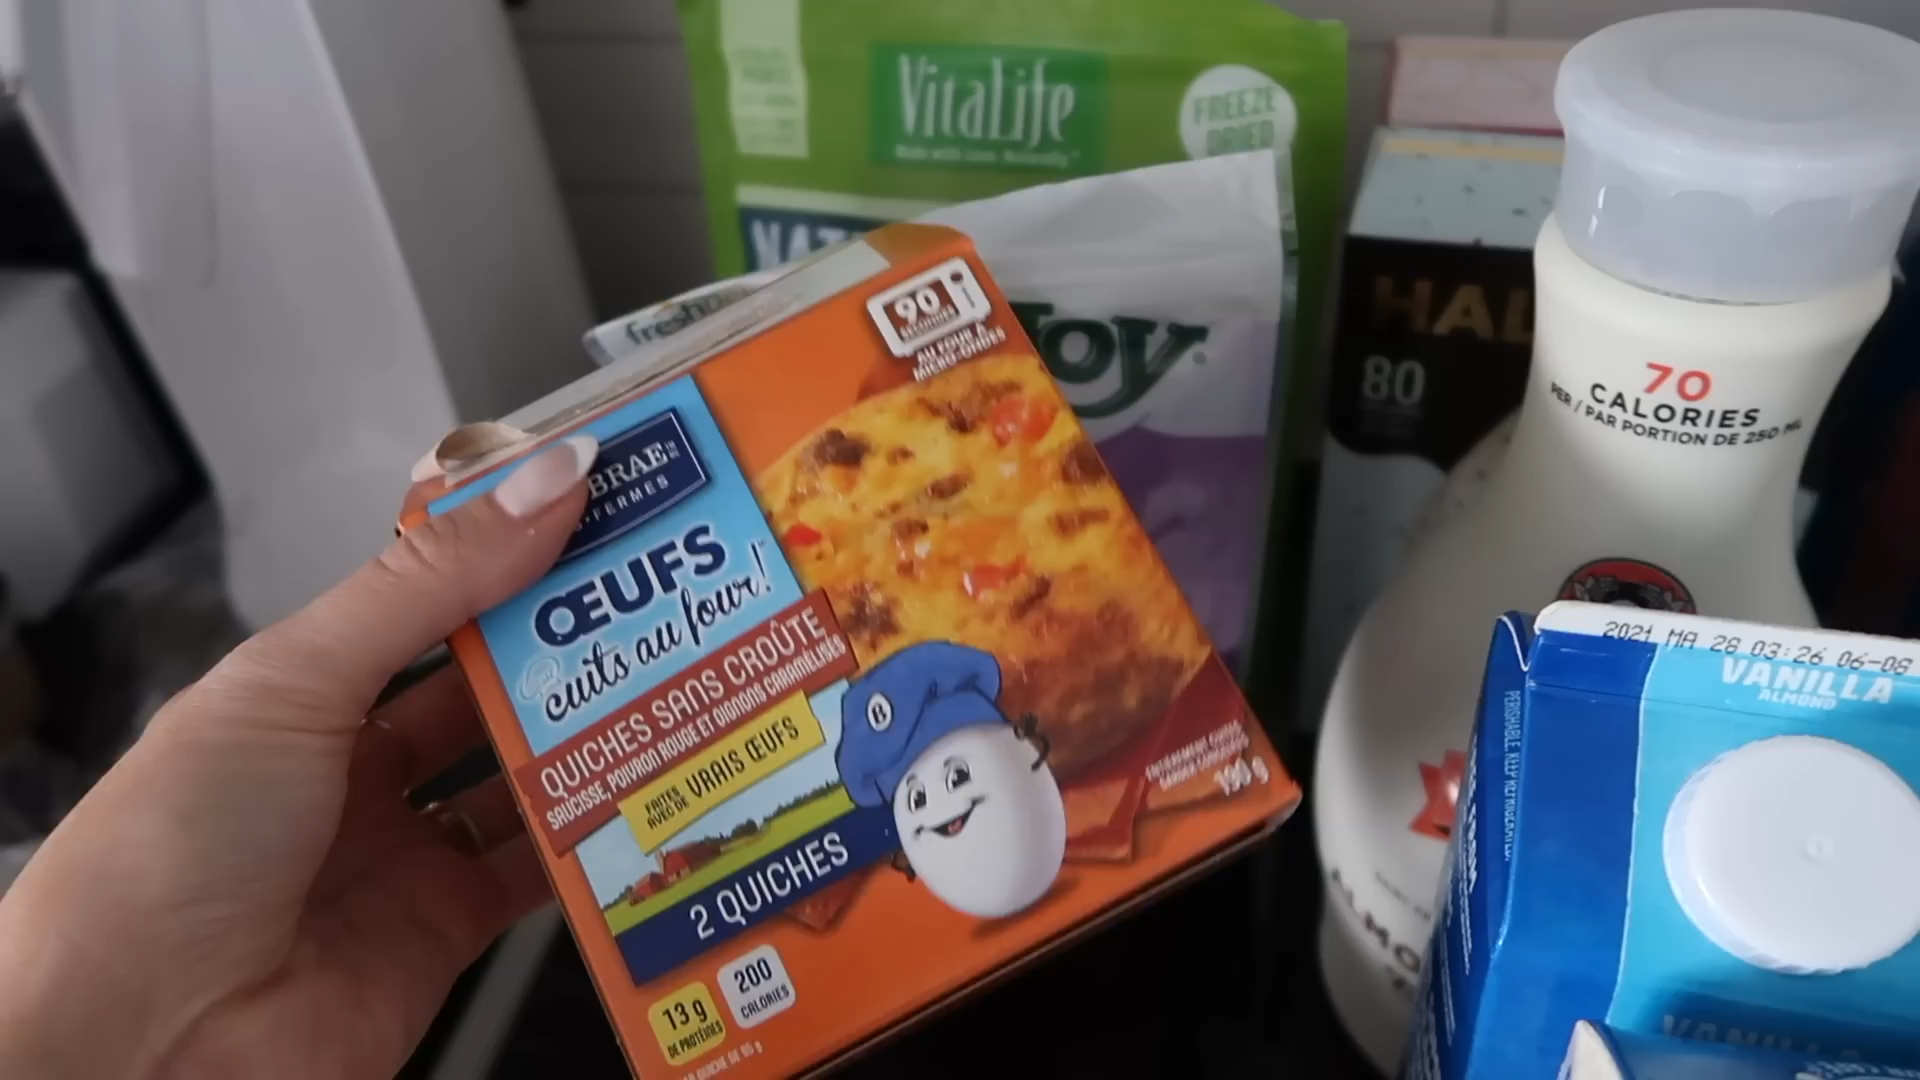 VitaLife
FREEZE
DRIED
90
AU FOUR À
MICRO-ONDES
BRAE
FERMES
ŒUFS
cuits au four!
QUICHES SANS CROÛTE
SAUCISSE, POIVRON ROUGE ET OIGNONS CARAMÉLISÉS
FAITES
AVEC DE VRAIS ŒUFS
B
2 QUICHES
190 g
13 g
DE PROTÉINES
200
CALORIES
80
70
CALORIES
PER / PAR PORTION DE 250 ML
2021 MA 28 03:26 06-08
VANILLA
ALMOND
VANILLA